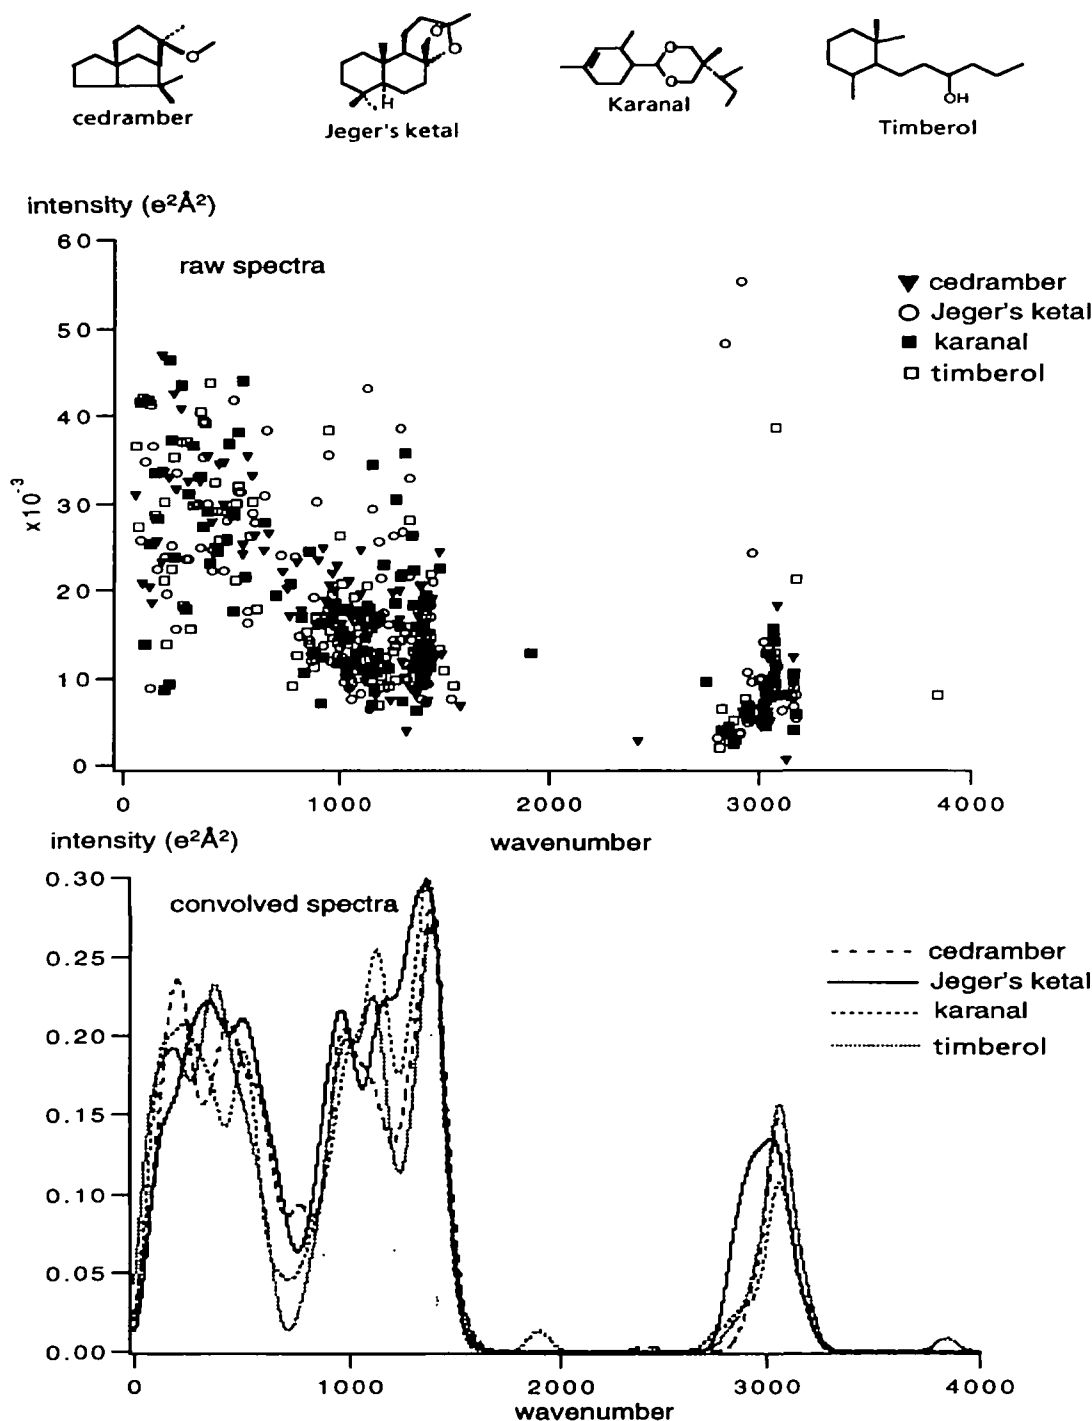 O
cedramber
O
O
H
Jeger's ketal
O
O
Karanal
OH
Timberol
intensity (e²Å²)
raw spectra
cedramber
Jeger's ketal
karanal
timberol
60
50
40
30
20
10
0
x10⁻³
0 1000 2000 3000 4000
wavenumber
intensity (e²Å²)
convolved spectra
cedramber
Jeger's ketal
karanal
timberol
0.30
0.25
0.20
0.15
0.10
0.05
0.00
0 1000 2000 3000 4000
wavenumber